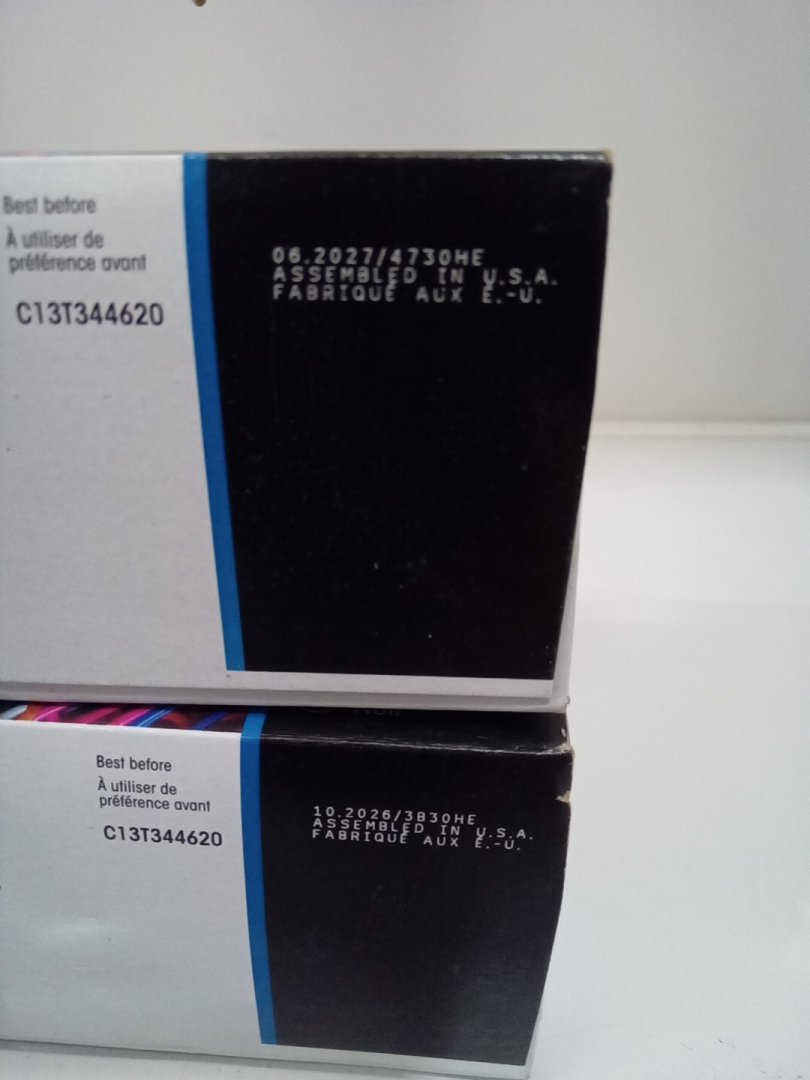 Best before
À utiliser de
préférence avant
C13T344620
06.2027/4730HE
ASSEMBLED IN U.S.A.
FABRIQUÉ AUX É.-U.
Best before
À utiliser de
préférence avant
C13T344620
10.2026/3B30HE
ASSEMBLED IN U.S.A.
FABRIQUÉ AUX É.-U.